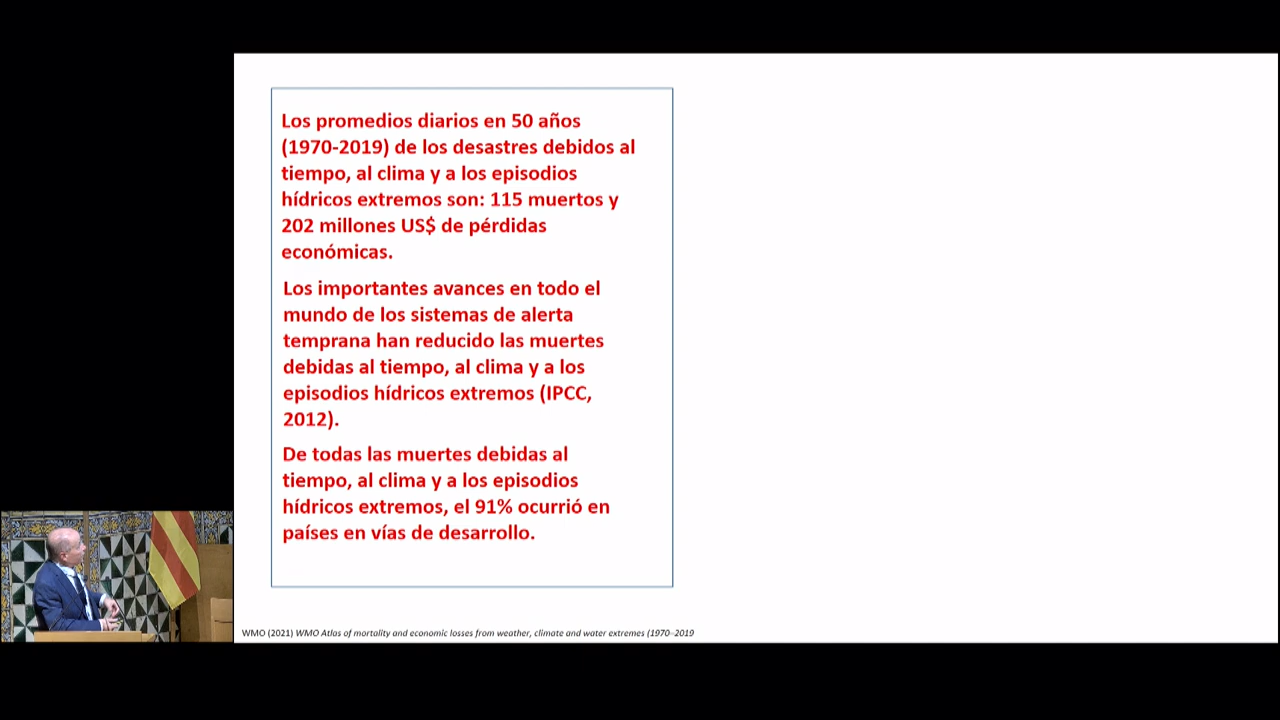 Los promedios diarios en 50 años
(1970-2019) de los desastres debidos al
tiempo, al clima y a los episodios
hídricos extremos son: 115 muertos y
202 millones US$ de pérdidas
económicas.
Los importantes avances en todo el
mundo de los sistemas de alerta
temprana han reducido las muertes
debidas al tiempo, al clima y a los
episodios hídricos extremos (IPCC,
2012).
De todas las muertes debidas al
tiempo, al clima y a los episodios
hídricos extremos, el 91% ocurrió en
países en vías de desarrollo.
WMO (2021) WMO Atlas of mortality and economic losses from weather, climate and water extremes (1970–2019